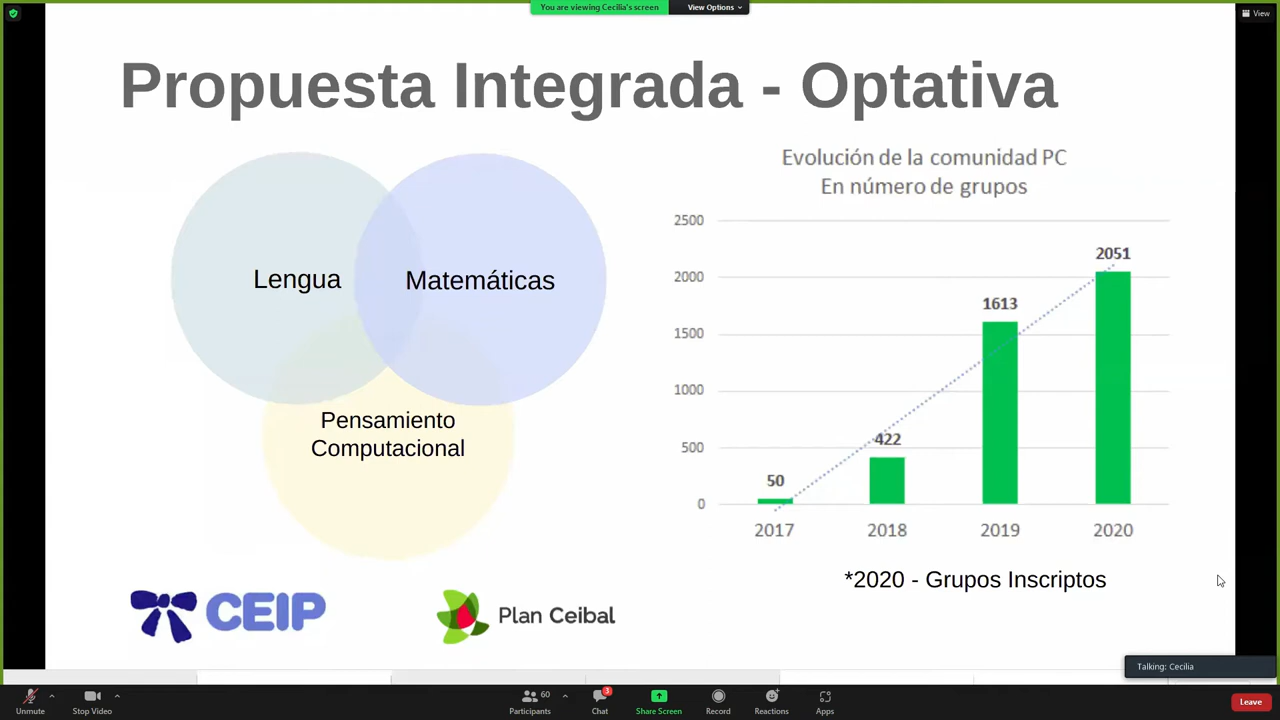 You are viewing Cecilia's screen
View Options
View
Propuesta Integrada - Optativa
Lengua
Matemáticas
Pensamiento
Computacional
CEIP
Plan Ceibal
Evolución de la comunidad PC
En número de grupos
2500
2000
1500
1000
500
0
50
422
1613
2051
2017
2018
2019
2020
*2020 - Grupos Inscriptos
Talking: Cecilia
Unmute
Stop Video
60
Participants
3
Chat
Share Screen
Record
Reactions
Apps
Leave